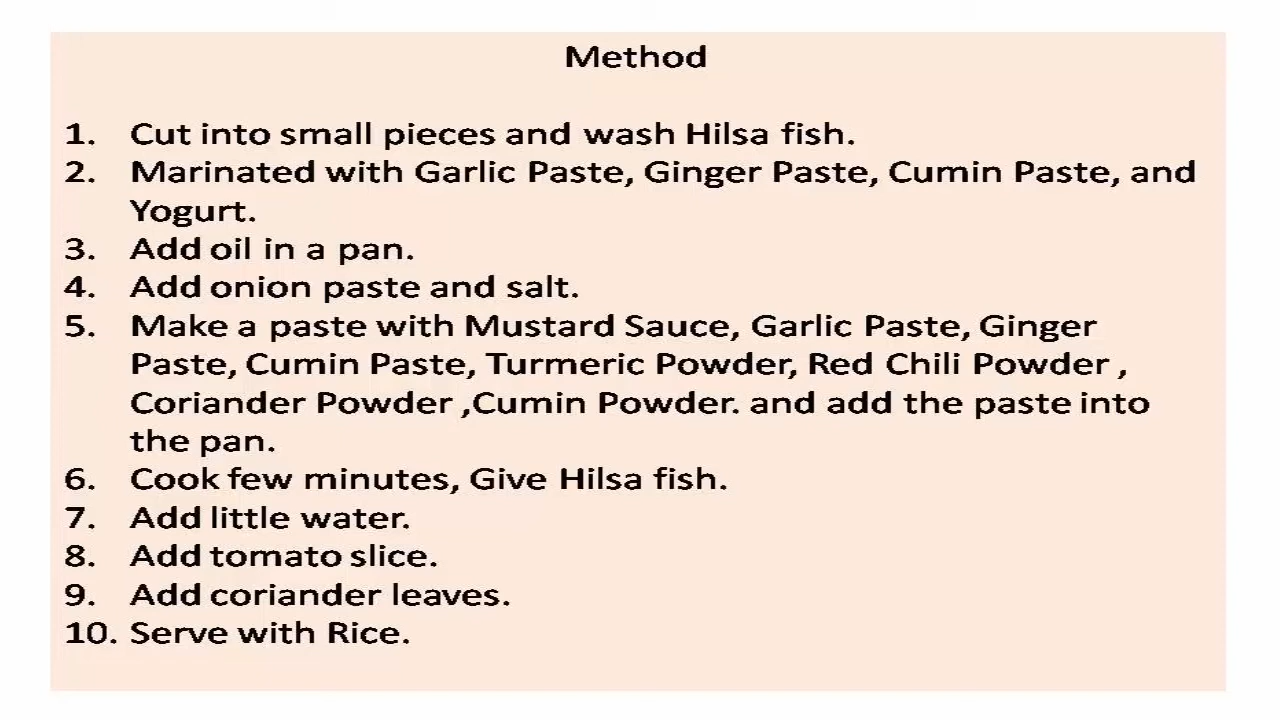 Method
1. Cut into small pieces and wash Hilsa fish.
2. Marinated with Garlic Paste, Ginger Paste, Cumin Paste, and
Yogurt.
3. Add oil in a pan.
4. Add onion paste and salt.
5. Make a paste with Mustard Sauce, Garlic Paste, Ginger
Paste, Cumin Paste, Turmeric Powder, Red Chili Powder ,
Coriander Powder ,Cumin Powder. and add the paste into
the pan.
6. Cook few minutes, Give Hilsa fish.
7. Add little water.
8. Add tomato slice.
9. Add coriander leaves.
10. Serve with Rice.